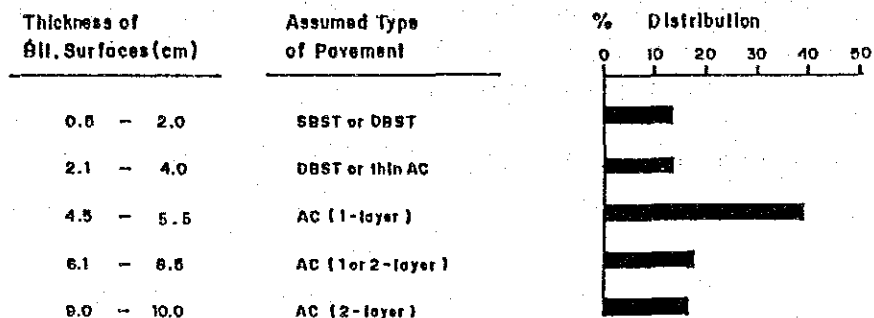 Thickness of Assumed Type % Distribution
Bit. Surfaces (cm) of Pavement 0 10 20 30 40 50
0.5 - 2.0 SBST or DBST
2.1 - 4.0 DBST or thin AC
4.5 - 5.5 AC (1-layer)
6.1 - 8.5 AC (1 or 2-layer)
9.0 - 10.0 AC (2-layer)